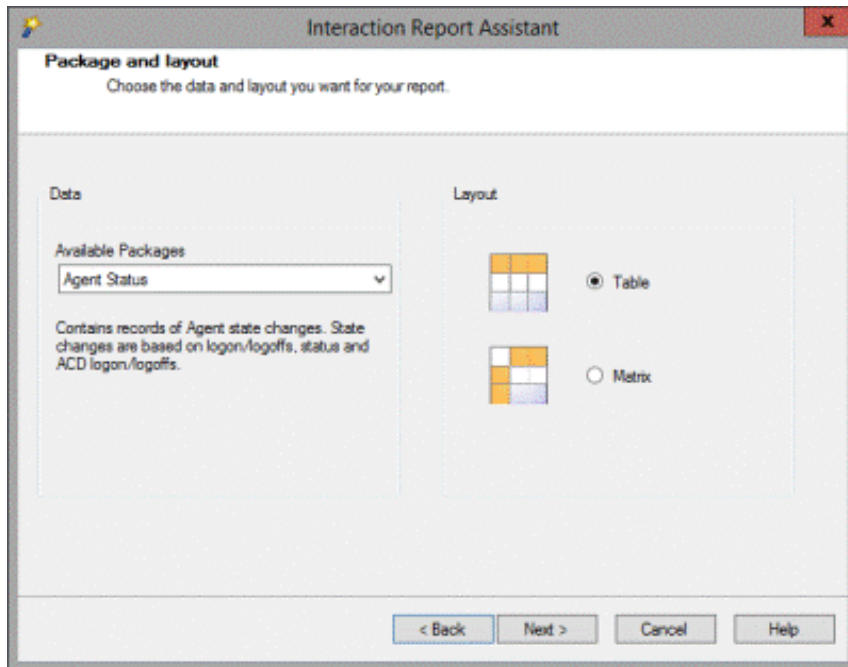 Interaction Report Assistant
x
Package and layout
Choose the data and layout you want for your report.
Data
Available Packages
Agent Status
Contains records of Agent state changes. State
changes are based on logon/logoffs, status and
ACD logon/logoffs.
Layout
Table
Matrix
< Back
Next >
Cancel
Help